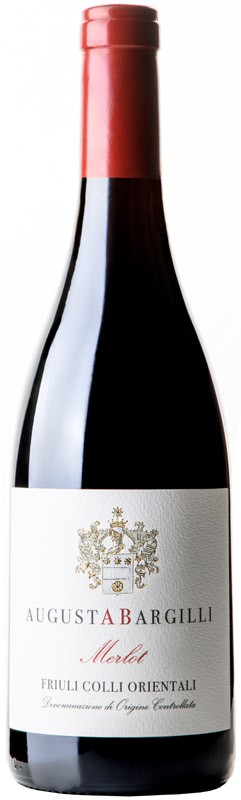 AUGUSTABARGILLI
Merlot
FRIULI COLLI ORIENTALI
Denominazione di Origine Controllata